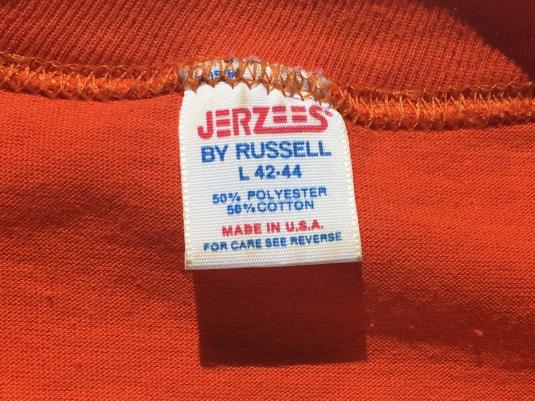 JERZEES
BY RUSSELL
L 42-44
50% POLYESTER
50% COTTON
MADE IN U.S.A.
FOR CARE SEE REVERSE